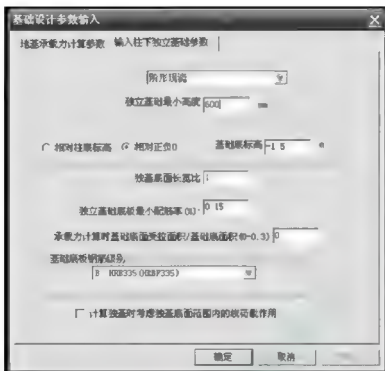 基础设计参数输入
地基承载力计算参数 输入柱下独立基础参数
阶形现浇
独立基础最小高度 600 mm
相对柱底标高 相对正负0 基础底标高 -1 5 m
独基底面长宽比 1
独立基础底板最小配筋率(%) 0 15
承载力计算时基础底面受拉面积/基础底面积(0-0.3) 0
基础底板钢筋级别
B HRB335(HRBF335)
计算独基时考虑独基底面范围内的线荷载作用
确定 取消